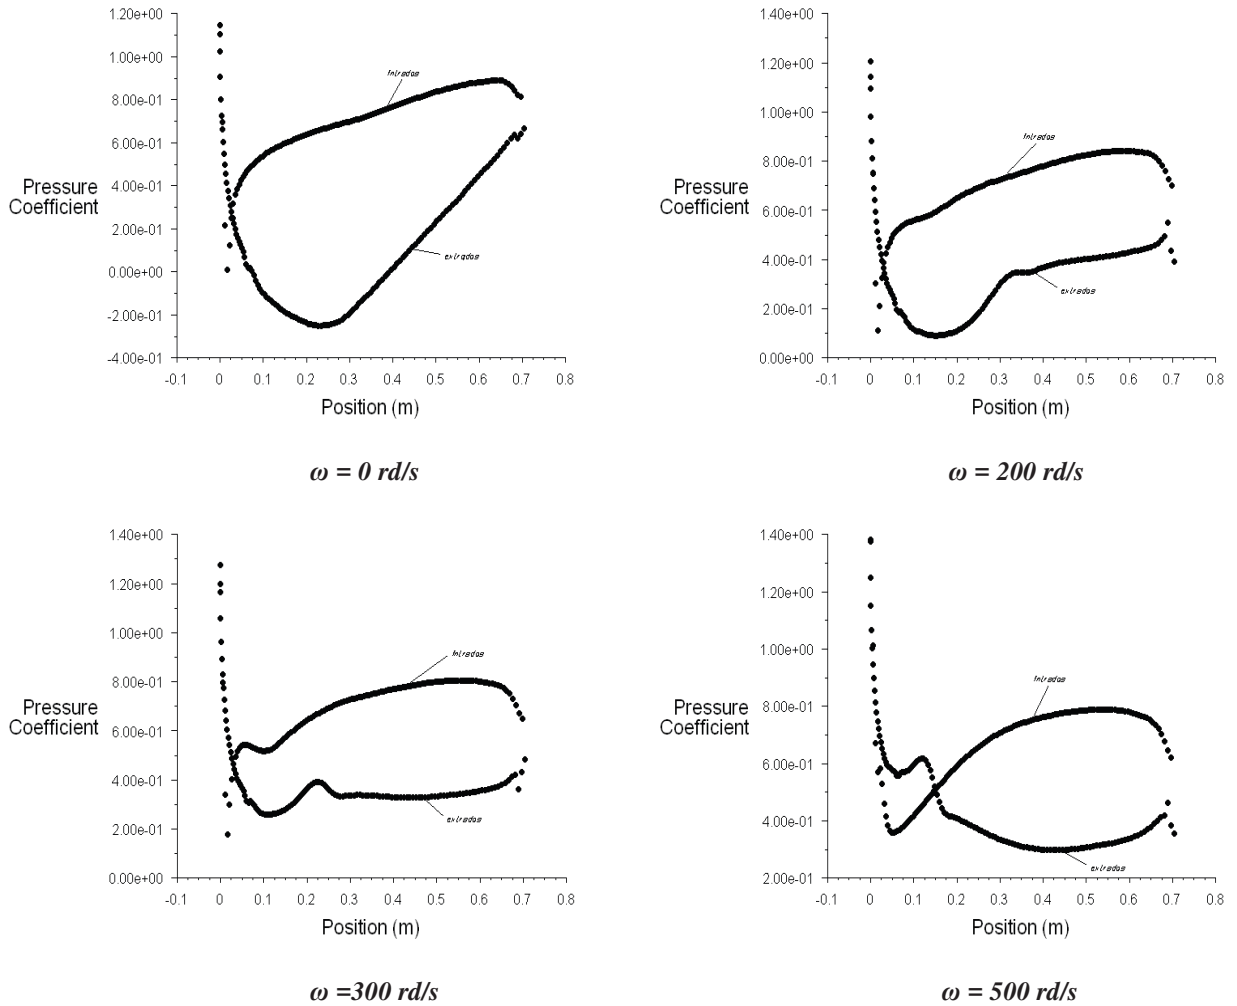 1.20e+00
1.00e+00
8.00e-01
6.00e-01
4.00e-01
2.00e-01
0.00e+00
-2.00e-01
-4.00e-01
Pressure
Coefficient
intrados
extrados
-0.1 0 0.1 0.2 0.3 0.4 0.5 0.6 0.7 0.8
Position (m)
ω = 0 rd/s
1.40e+00
1.20e+00
1.00e+00
8.00e-01
6.00e-01
4.00e-01
2.00e-01
0.00e+00
Pressure
Coefficient
intrados
extrados
-0.1 0 0.1 0.2 0.3 0.4 0.5 0.6 0.7 0.8
Position (m)
ω = 200 rd/s
1.40e+00
1.20e+00
1.00e+00
8.00e-01
6.00e-01
4.00e-01
2.00e-01
0.00e+00
Pressure
Coefficient
intrados
extrados
-0.1 0 0.1 0.2 0.3 0.4 0.5 0.6 0.7 0.8
Position (m)
ω =300 rd/s
1.40e+00
1.20e+00
1.00e+00
8.00e-01
6.00e-01
4.00e-01
2.00e-01
Pressure
Coefficient
intrados
extrados
-0.1 0 0.1 0.2 0.3 0.4 0.5 0.6 0.7 0.8
Position (m)
ω = 500 rd/s